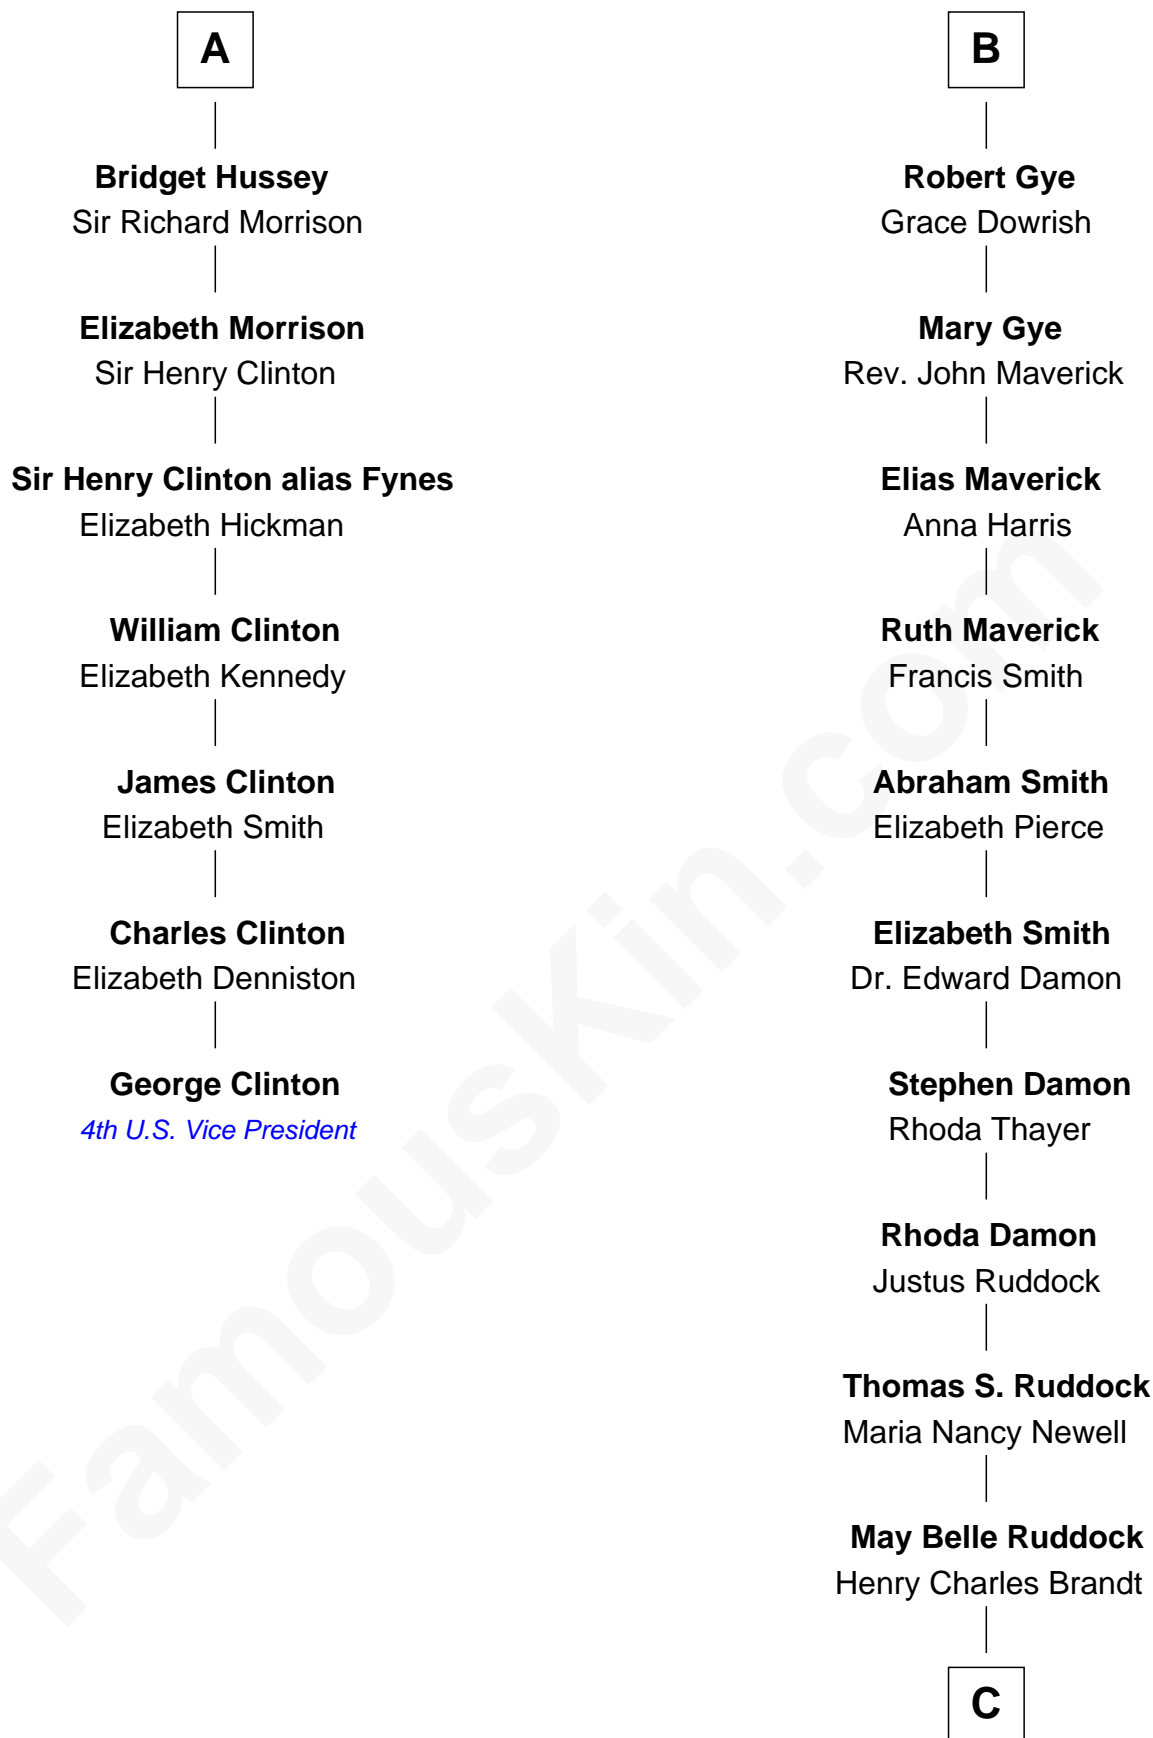 A
Bridget Hussey
Sir Richard Morrison
Elizabeth Morrison
Sir Henry Clinton
Sir Henry Clinton alias Fynes
Elizabeth Hickman
William Clinton
Elizabeth Kennedy
James Clinton
Elizabeth Smith
Charles Clinton
Elizabeth Denniston
George Clinton
4th U.S. Vice President
B
Robert Gye
Grace Dowrish
Mary Gye
Rev. John Maverick
Elias Maverick
Anna Harris
Ruth Maverick
Francis Smith
Abraham Smith
Elizabeth Pierce
Elizabeth Smith
Dr. Edward Damon
Stephen Damon
Rhoda Thayer
Rhoda Damon
Justus Ruddock
Thomas S. Ruddock
Maria Nancy Newell
May Belle Ruddock
Henry Charles Brandt
C
FamousKin.com